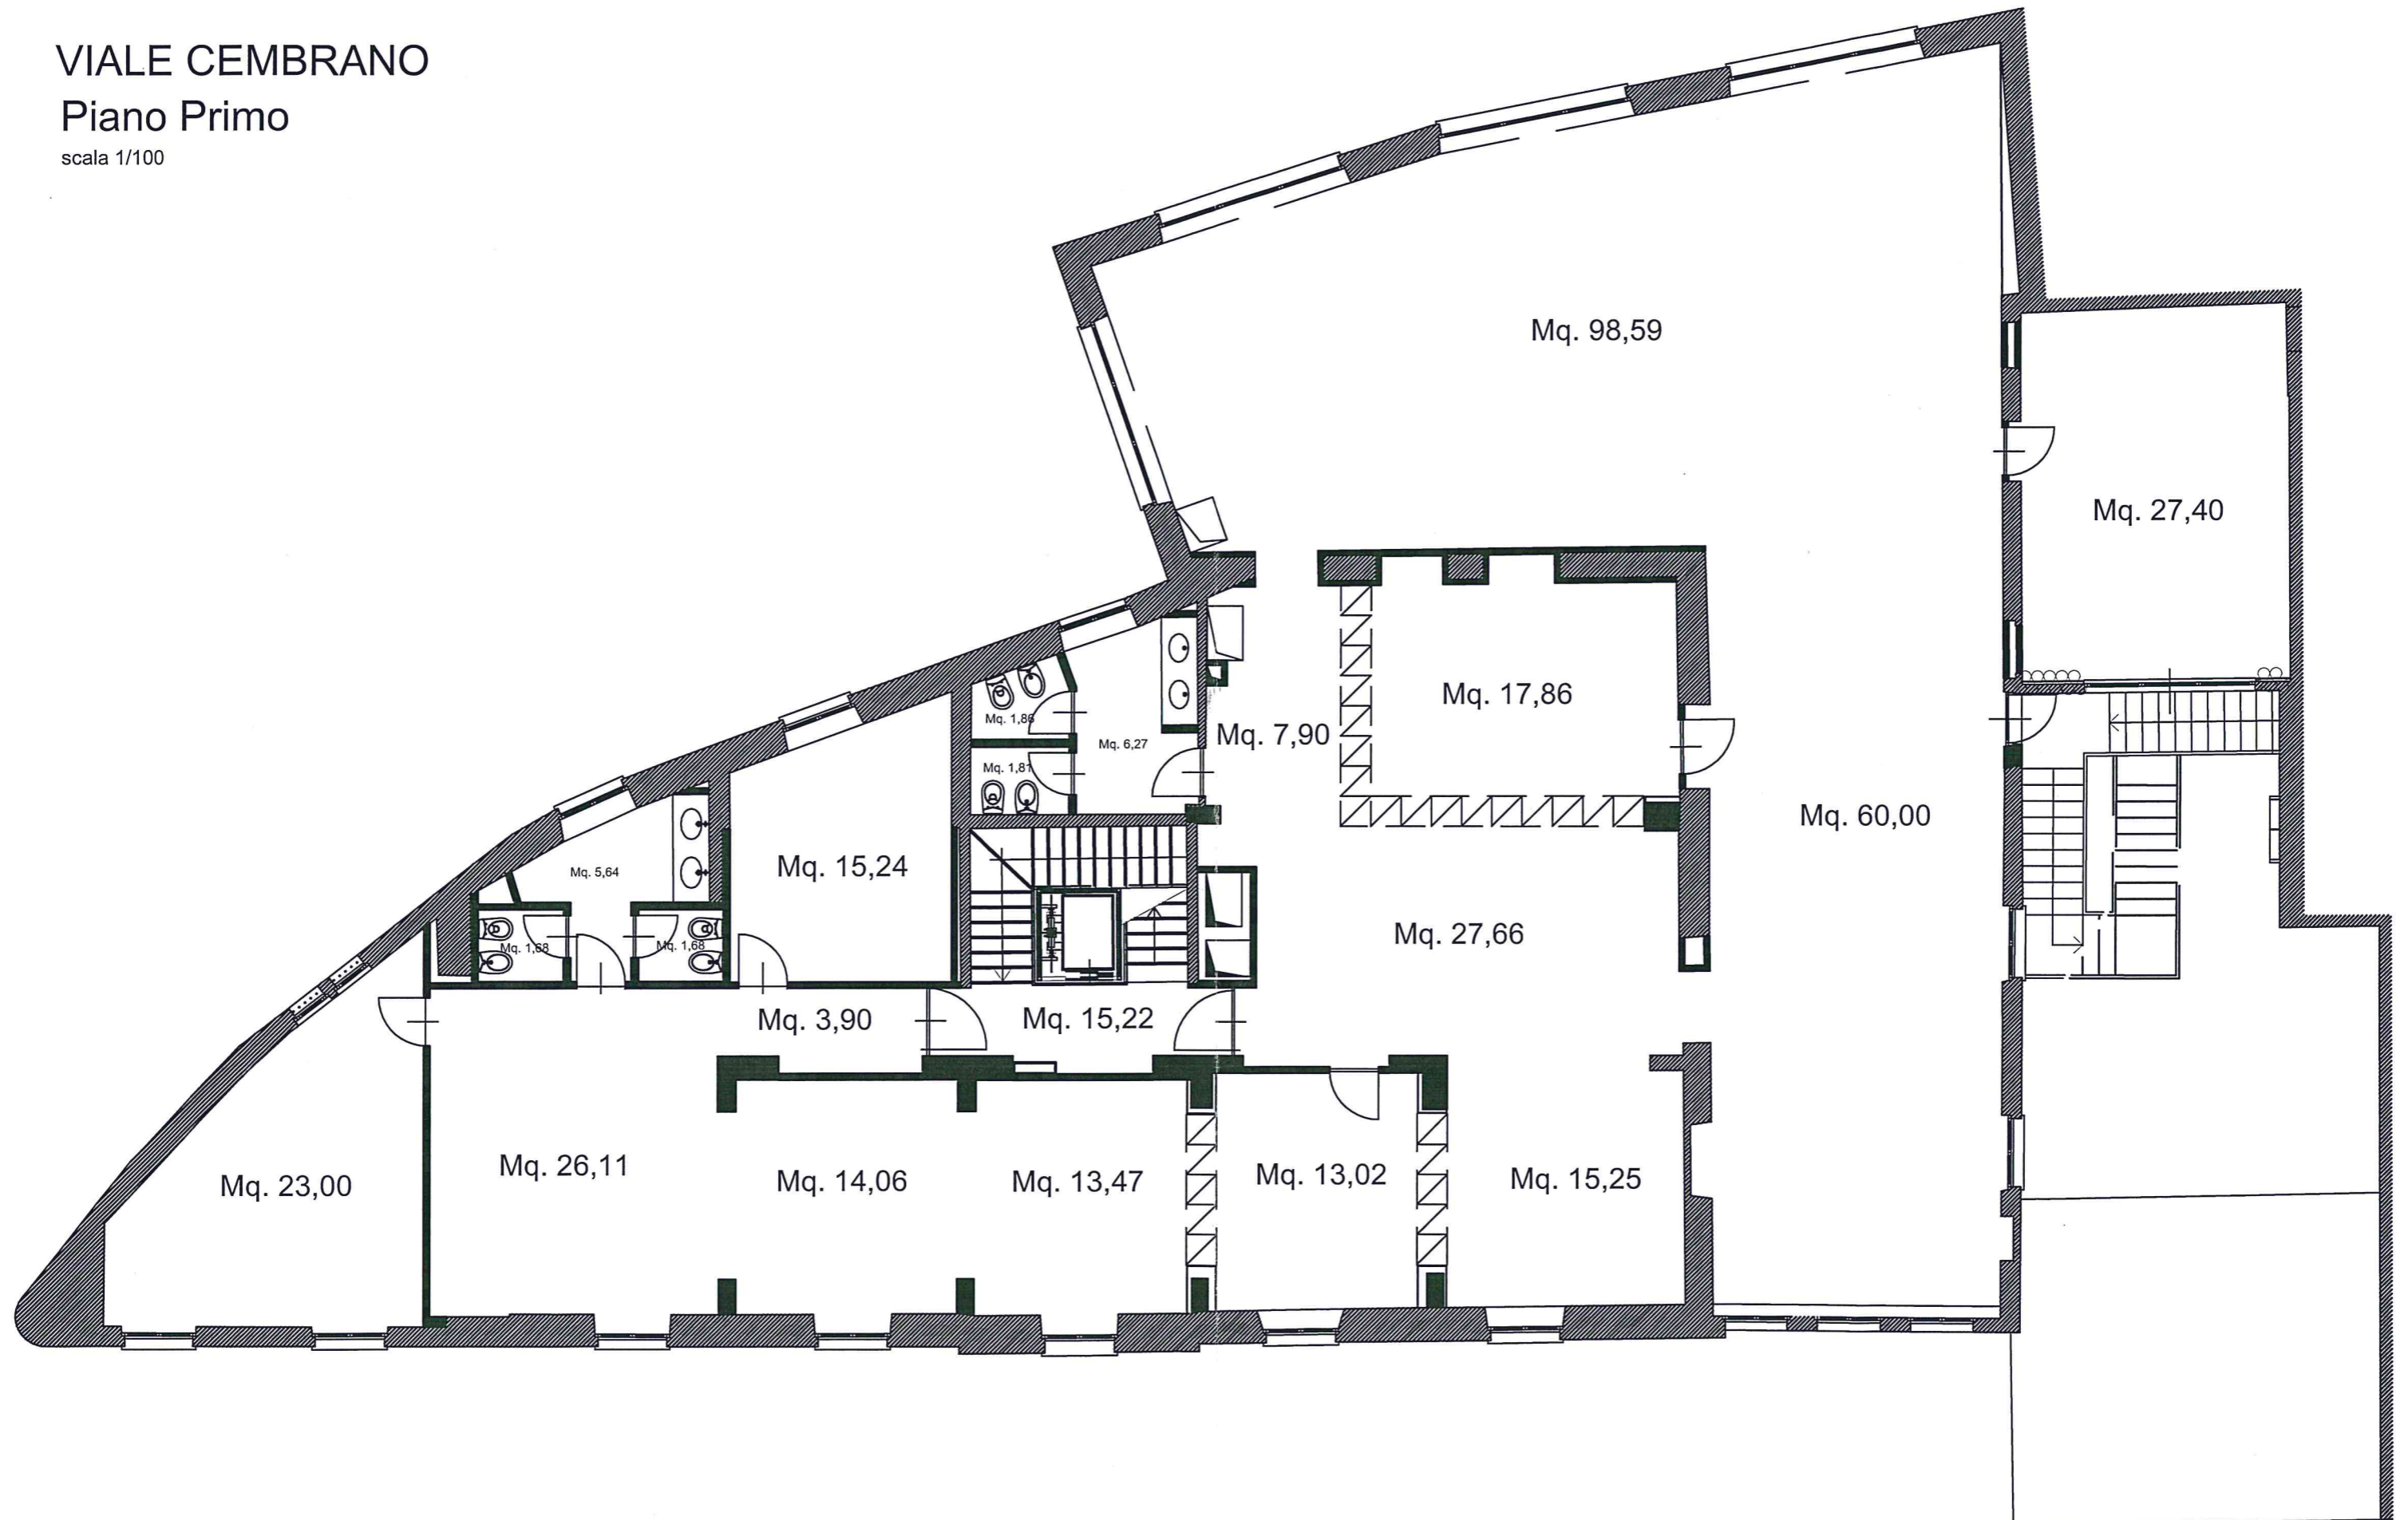 VIALE CEMBRANO
Piano Primo
scala 1/100
Mq. 98,59
Mq. 27,40
Mq. 17,86
Mq. 1,86
Mq. 7,90
Mq. 6,27
Mq. 1,81
Mq. 60,00
Mq. 15,24
Mq. 5,64
Mq. 27,66
Mq. 1,68
Mq. 1,68
Mq. 3,90
Mq. 15,22
Mq. 26,11
Mq. 13,02
Mq. 15,25
Mq. 14,06
Mq. 13,47
Mq. 23,00